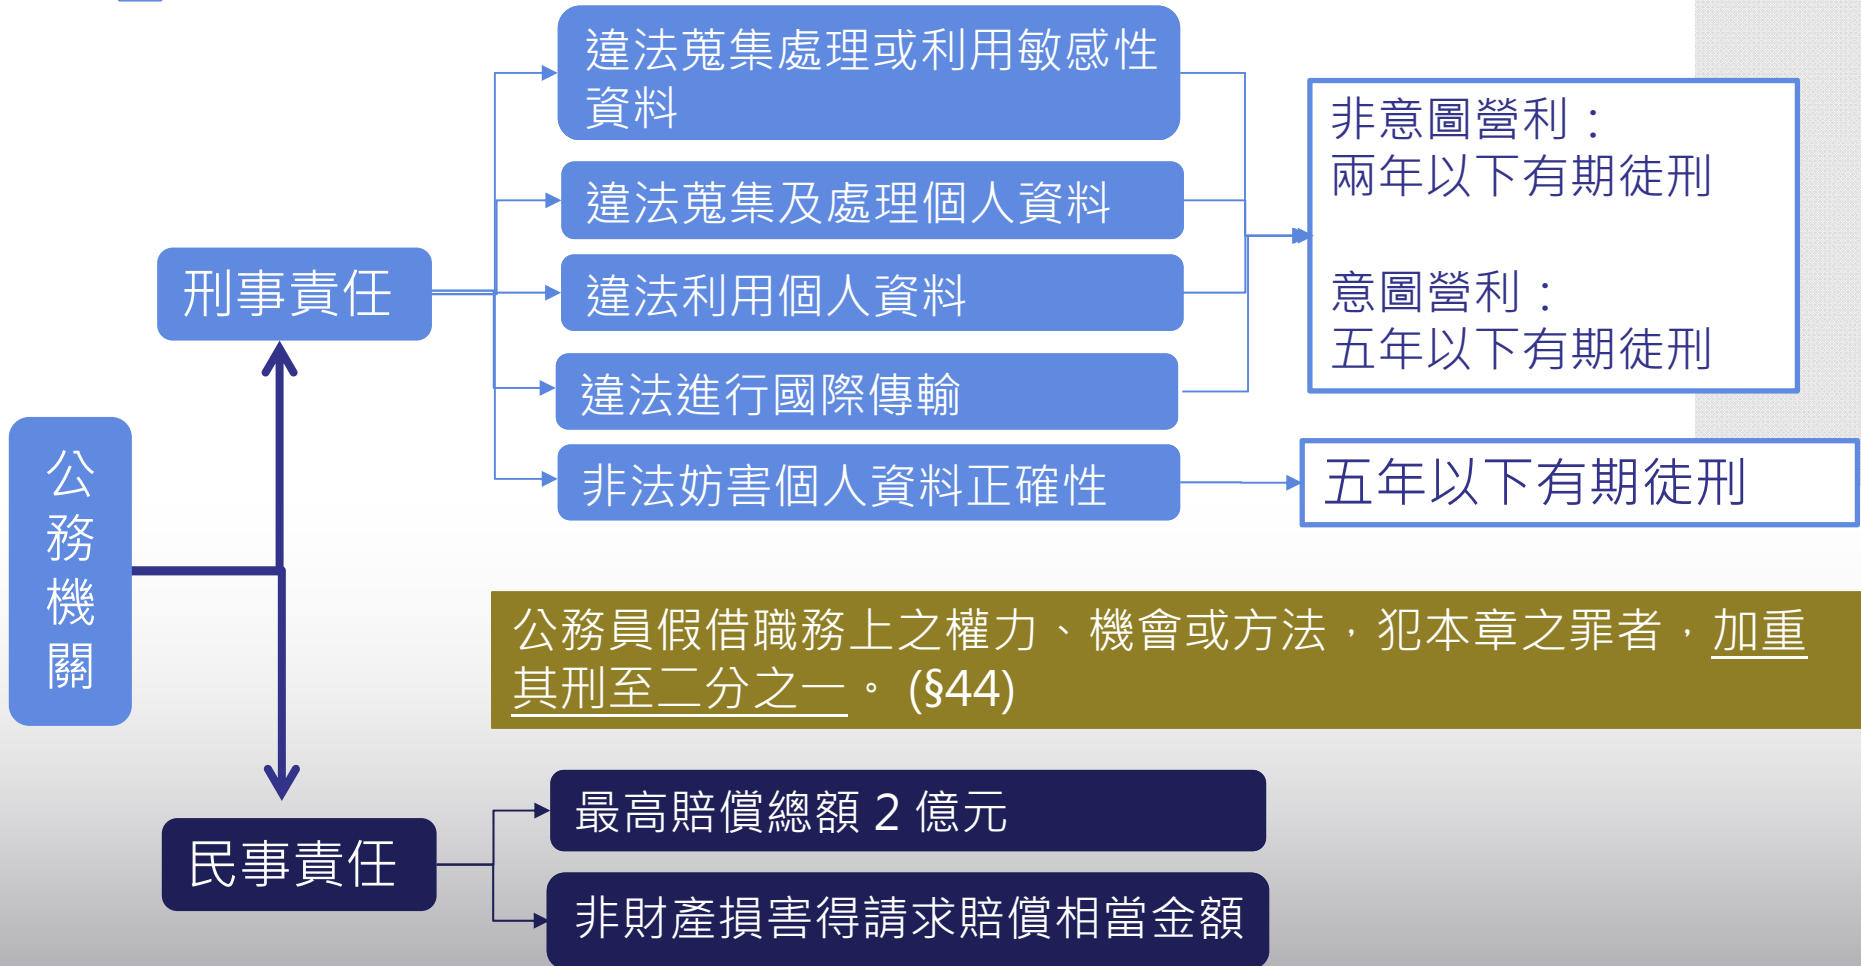 違法蒐集處理或利用敏感性
資料
違法蒐集及處理個人資料
違法利用個人資料
違法進行國際傳輸
非法妨害個人資料正確性
非意圖營利：
兩年以下有期徒刑
意圖營利：
五年以下有期徒刑
五年以下有期徒刑
刑事責任
公務機關
公務員假借職務上之權力、機會或方法，犯本章之罪者，加重
其刑至二分之一。 (§44)
民事責任
最高賠償總額 2 億元
非財產損害得請求賠償相當金額